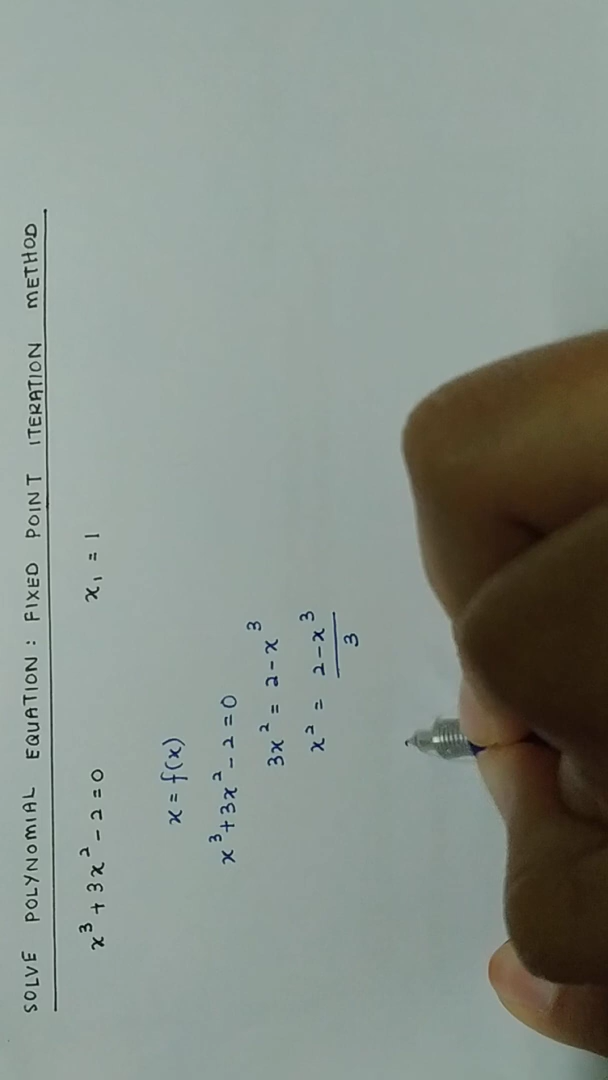 SOLVE POLYNOMIAL EQUATION : FIXED POINT ITERATION METHOD
x³ + 3x² - 2 = 0 x₁ = 1
x = f(x)
x³ + 3x² - 2 = 0
3x² = 2 - x³
x² = 2 - x³
3